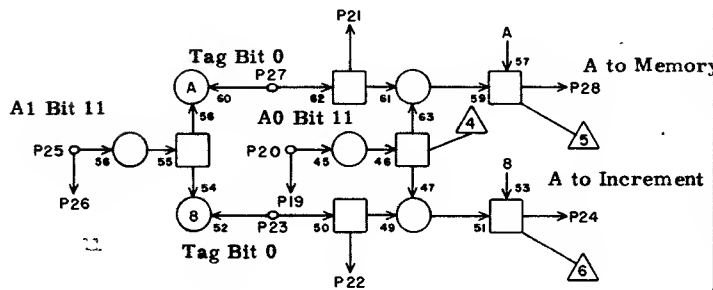 P21
A
Tag Bit 0
P27
57
A to Memory
A
60
62
61
59
P28
56
63
A1 Bit 11
A0 Bit 11
4
5
P25
56
55
P20
45
46
8
A to Increment
54
47
53
P26
P19
8
52
P23
50
49
51
P24
Tag Bit 0
P22
6